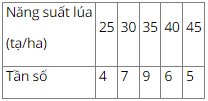 Năng suất lúa
(tạ/ha) 25 30 35 40 45
Tần số 4 7 9 6 5